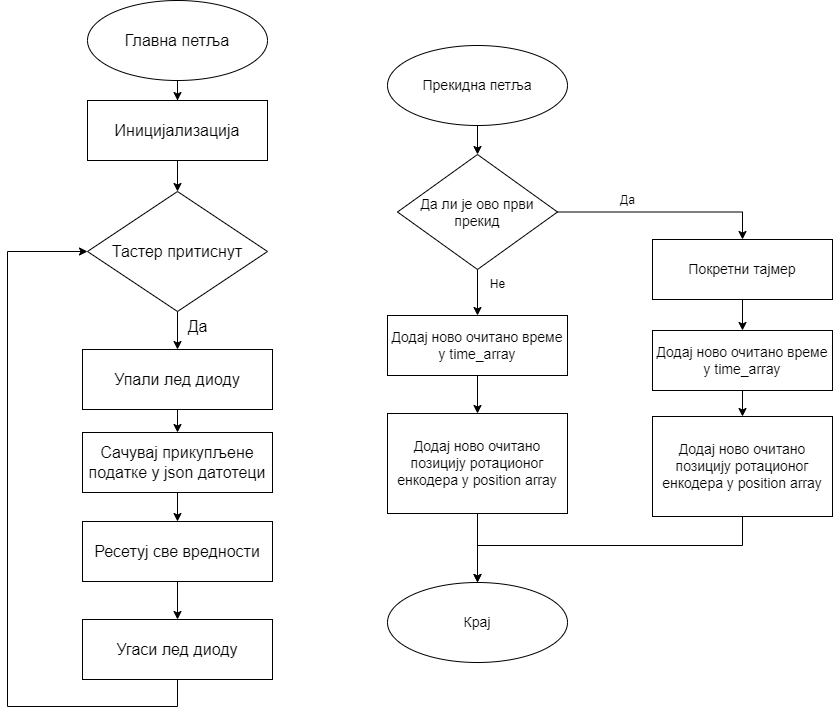 Главна петља
Иницијализација
Тастер притиснут
Да
Упали лед диоду
Сачувај прикупљене
податке у json датотеци
Ресетуј све вредности
Угаси лед диоду
Прекидна петља
Да ли је ово први
прекид
Да
Не
Додај ново очитано време
у time_array
Додај ново очитано
позицију ротационог
енкодера у position array
Покретни тајмер
Додај ново очитано време
у time_array
Додај ново очитано
позицију ротационог
енкодера у position array
Крај